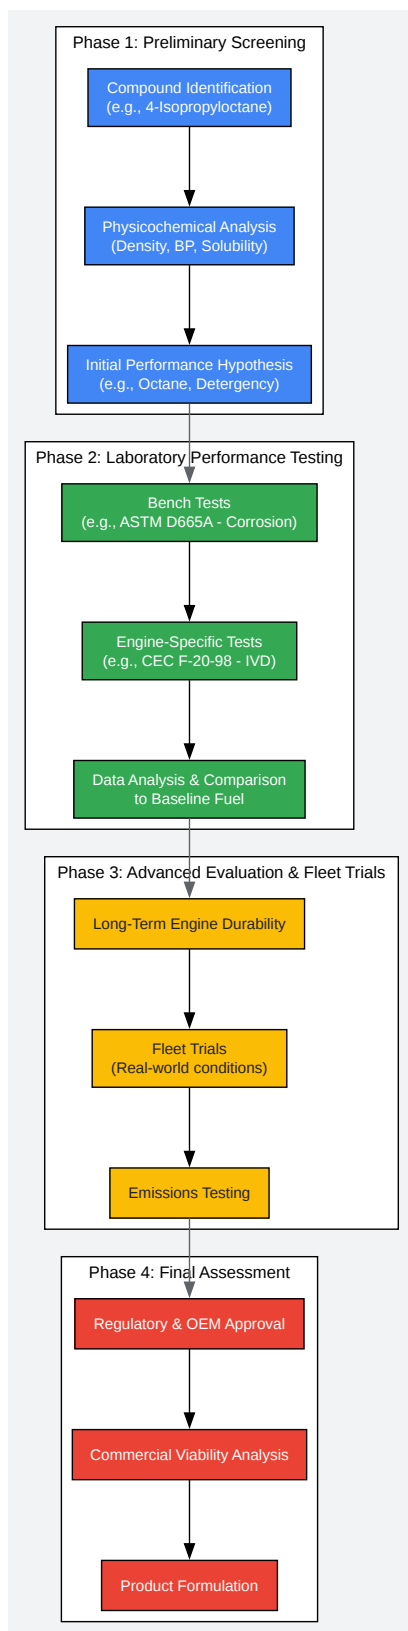 Phase 1: Preliminary Screening
Compound Identification
(e.g., 4-Isopropyloctane)
Physicochemical Analysis
(Density, BP, Solubility)
Initial Performance Hypothesis
(e.g., Octane, Detergency)
Phase 2: Laboratory Performance Testing
Bench Tests
(e.g., ASTM D665A - Corrosion)
Engine-Specific Tests
(e.g., CEC F-20-98 - IVD)
Data Analysis & Comparison
to Baseline Fuel
Phase 3: Advanced Evaluation & Fleet Trials
Long-Term Engine Durability
Fleet Trials
(Real-world conditions)
Emissions Testing
Phase 4: Final Assessment
Regulatory & OEM Approval
Commercial Viability Analysis
Product Formulation